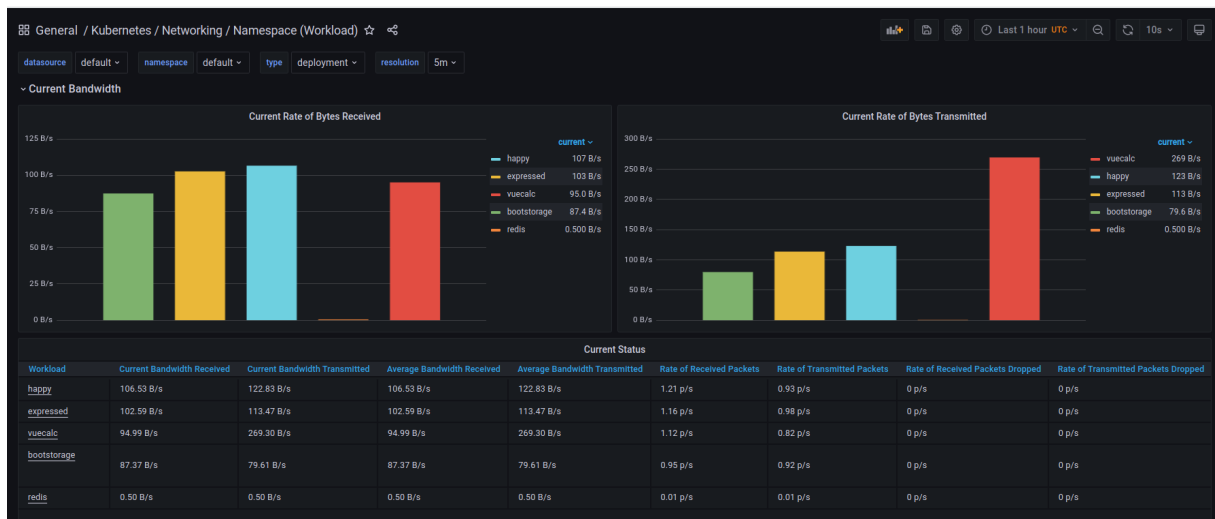 General / Kubernetes / Networking / Namespace (Workload)
Last 1 hour UTC
10s
datasource default namespace default type deployment resolution 5m
Current Bandwidth
Current Rate of Bytes Received
125 B/s
100 B/s
75 B/s
50 B/s
25 B/s
0 B/s
current
happy 107 B/s
expressed 103 B/s
vuecalc 95.0 B/s
bootstorage 87.4 B/s
redis 0.500 B/s
Current Rate of Bytes Transmitted
300 B/s
250 B/s
200 B/s
150 B/s
100 B/s
50 B/s
0 B/s
current
vuecalc 269 B/s
happy 123 B/s
expressed 113 B/s
bootstorage 79.6 B/s
redis 0.500 B/s
Current Status
Workload Current Bandwidth Received Current Bandwidth Transmitted Average Bandwidth Received Average Bandwidth Transmitted Rate of Received Packets Rate of Transmitted Packets Rate of Received Packets Dropped Rate of Transmitted Packets Dropped
happy 106.53 B/s 122.83 B/s 106.53 B/s 122.83 B/s 1.21 p/s 0.93 p/s 0 p/s 0 p/s
expressed 102.59 B/s 113.47 B/s 102.59 B/s 113.47 B/s 1.16 p/s 0.98 p/s 0 p/s 0 p/s
vuecalc 94.99 B/s 269.30 B/s 94.99 B/s 269.30 B/s 1.12 p/s 0.82 p/s 0 p/s 0 p/s
bootstorage 87.37 B/s 79.61 B/s 87.37 B/s 79.61 B/s 0.95 p/s 0.92 p/s 0 p/s 0 p/s
redis 0.50 B/s 0.50 B/s 0.50 B/s 0.50 B/s 0.01 p/s 0.01 p/s 0 p/s 0 p/s